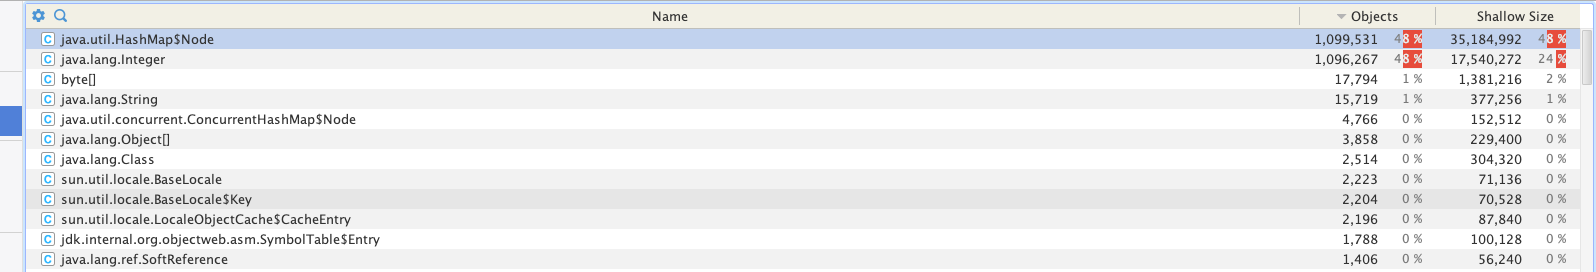 Name Objects Shallow Size
C java.util.HashMap$Node 1,099,531 48 % 35,184,992 48 %
C java.lang.Integer 1,096,267 48 % 17,540,272 24 %
C byte[] 17,794 1 % 1,381,216 2 %
C java.lang.String 15,719 1 % 377,256 1 %
C java.util.concurrent.ConcurrentHashMap$Node 4,766 0 % 152,512 0 %
C java.lang.Object[] 3,858 0 % 229,400 0 %
C java.lang.Class 2,514 0 % 304,320 0 %
C sun.util.locale.BaseLocale 2,223 0 % 71,136 0 %
C sun.util.locale.BaseLocale$Key 2,204 0 % 70,528 0 %
C sun.util.locale.LocaleObjectCache$CacheEntry 2,196 0 % 87,840 0 %
C jdk.internal.org.objectweb.asm.SymbolTable$Entry 1,788 0 % 100,128 0 %
C java.lang.ref.SoftReference 1,406 0 % 56,240 0 %